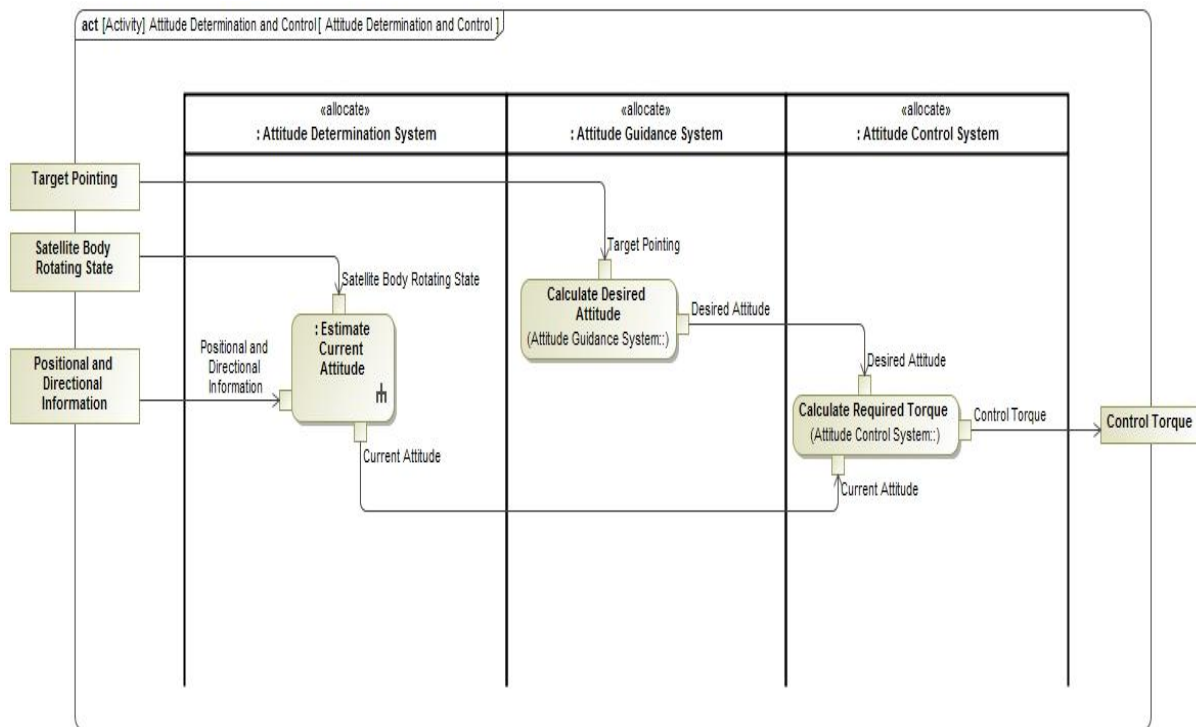 act [Activity] Attitude Determination and Control[ Attitude Determination and Control ]
«allocate»
: Attitude Determination System
«allocate»
: Attitude Guidance System
«allocate»
: Attitude Control System
Target Pointing
Satellite Body
Rotating State
Positional and
Directional
Information
Target Pointing
Satellite Body Rotating State
Calculate Desired
Attitude
(Attitude Guidance System::)
Desired Attitude
: Estimate
Current
Attitude
Positional and
Directional
Information
Desired Attitude
Calculate Required Torque
(Attitude Control System::)
Control Torque
Control Torque
Current Attitude
Current Attitude